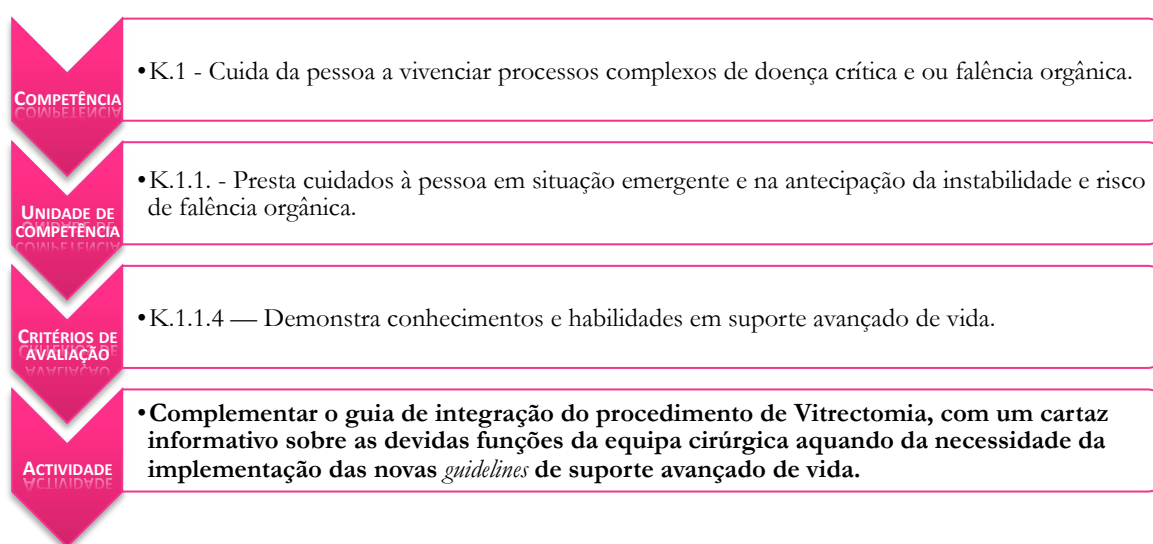 COMPETÊNCIA
•K.1 - Cuida da pessoa a vivenciar processos complexos de doença crítica e ou falência orgânica.
UNIDADE DE
COMPETÊNCIA
•K.1.1. - Presta cuidados à pessoa em situação emergente e na antecipação da instabilidade e risco
de falência orgânica.
CRITÉRIOS DE
AVALIAÇÃO
•K.1.1.4 — Demonstra conhecimentos e habilidades em suporte avançado de vida.
ACTIVIDADE
•Complementar o guia de integração do procedimento de Vitrectomia, com um cartaz
informativo sobre as devidas funções da equipa cirúrgica aquando da necessidade da
implementação das novas guidelines de suporte avançado de vida.